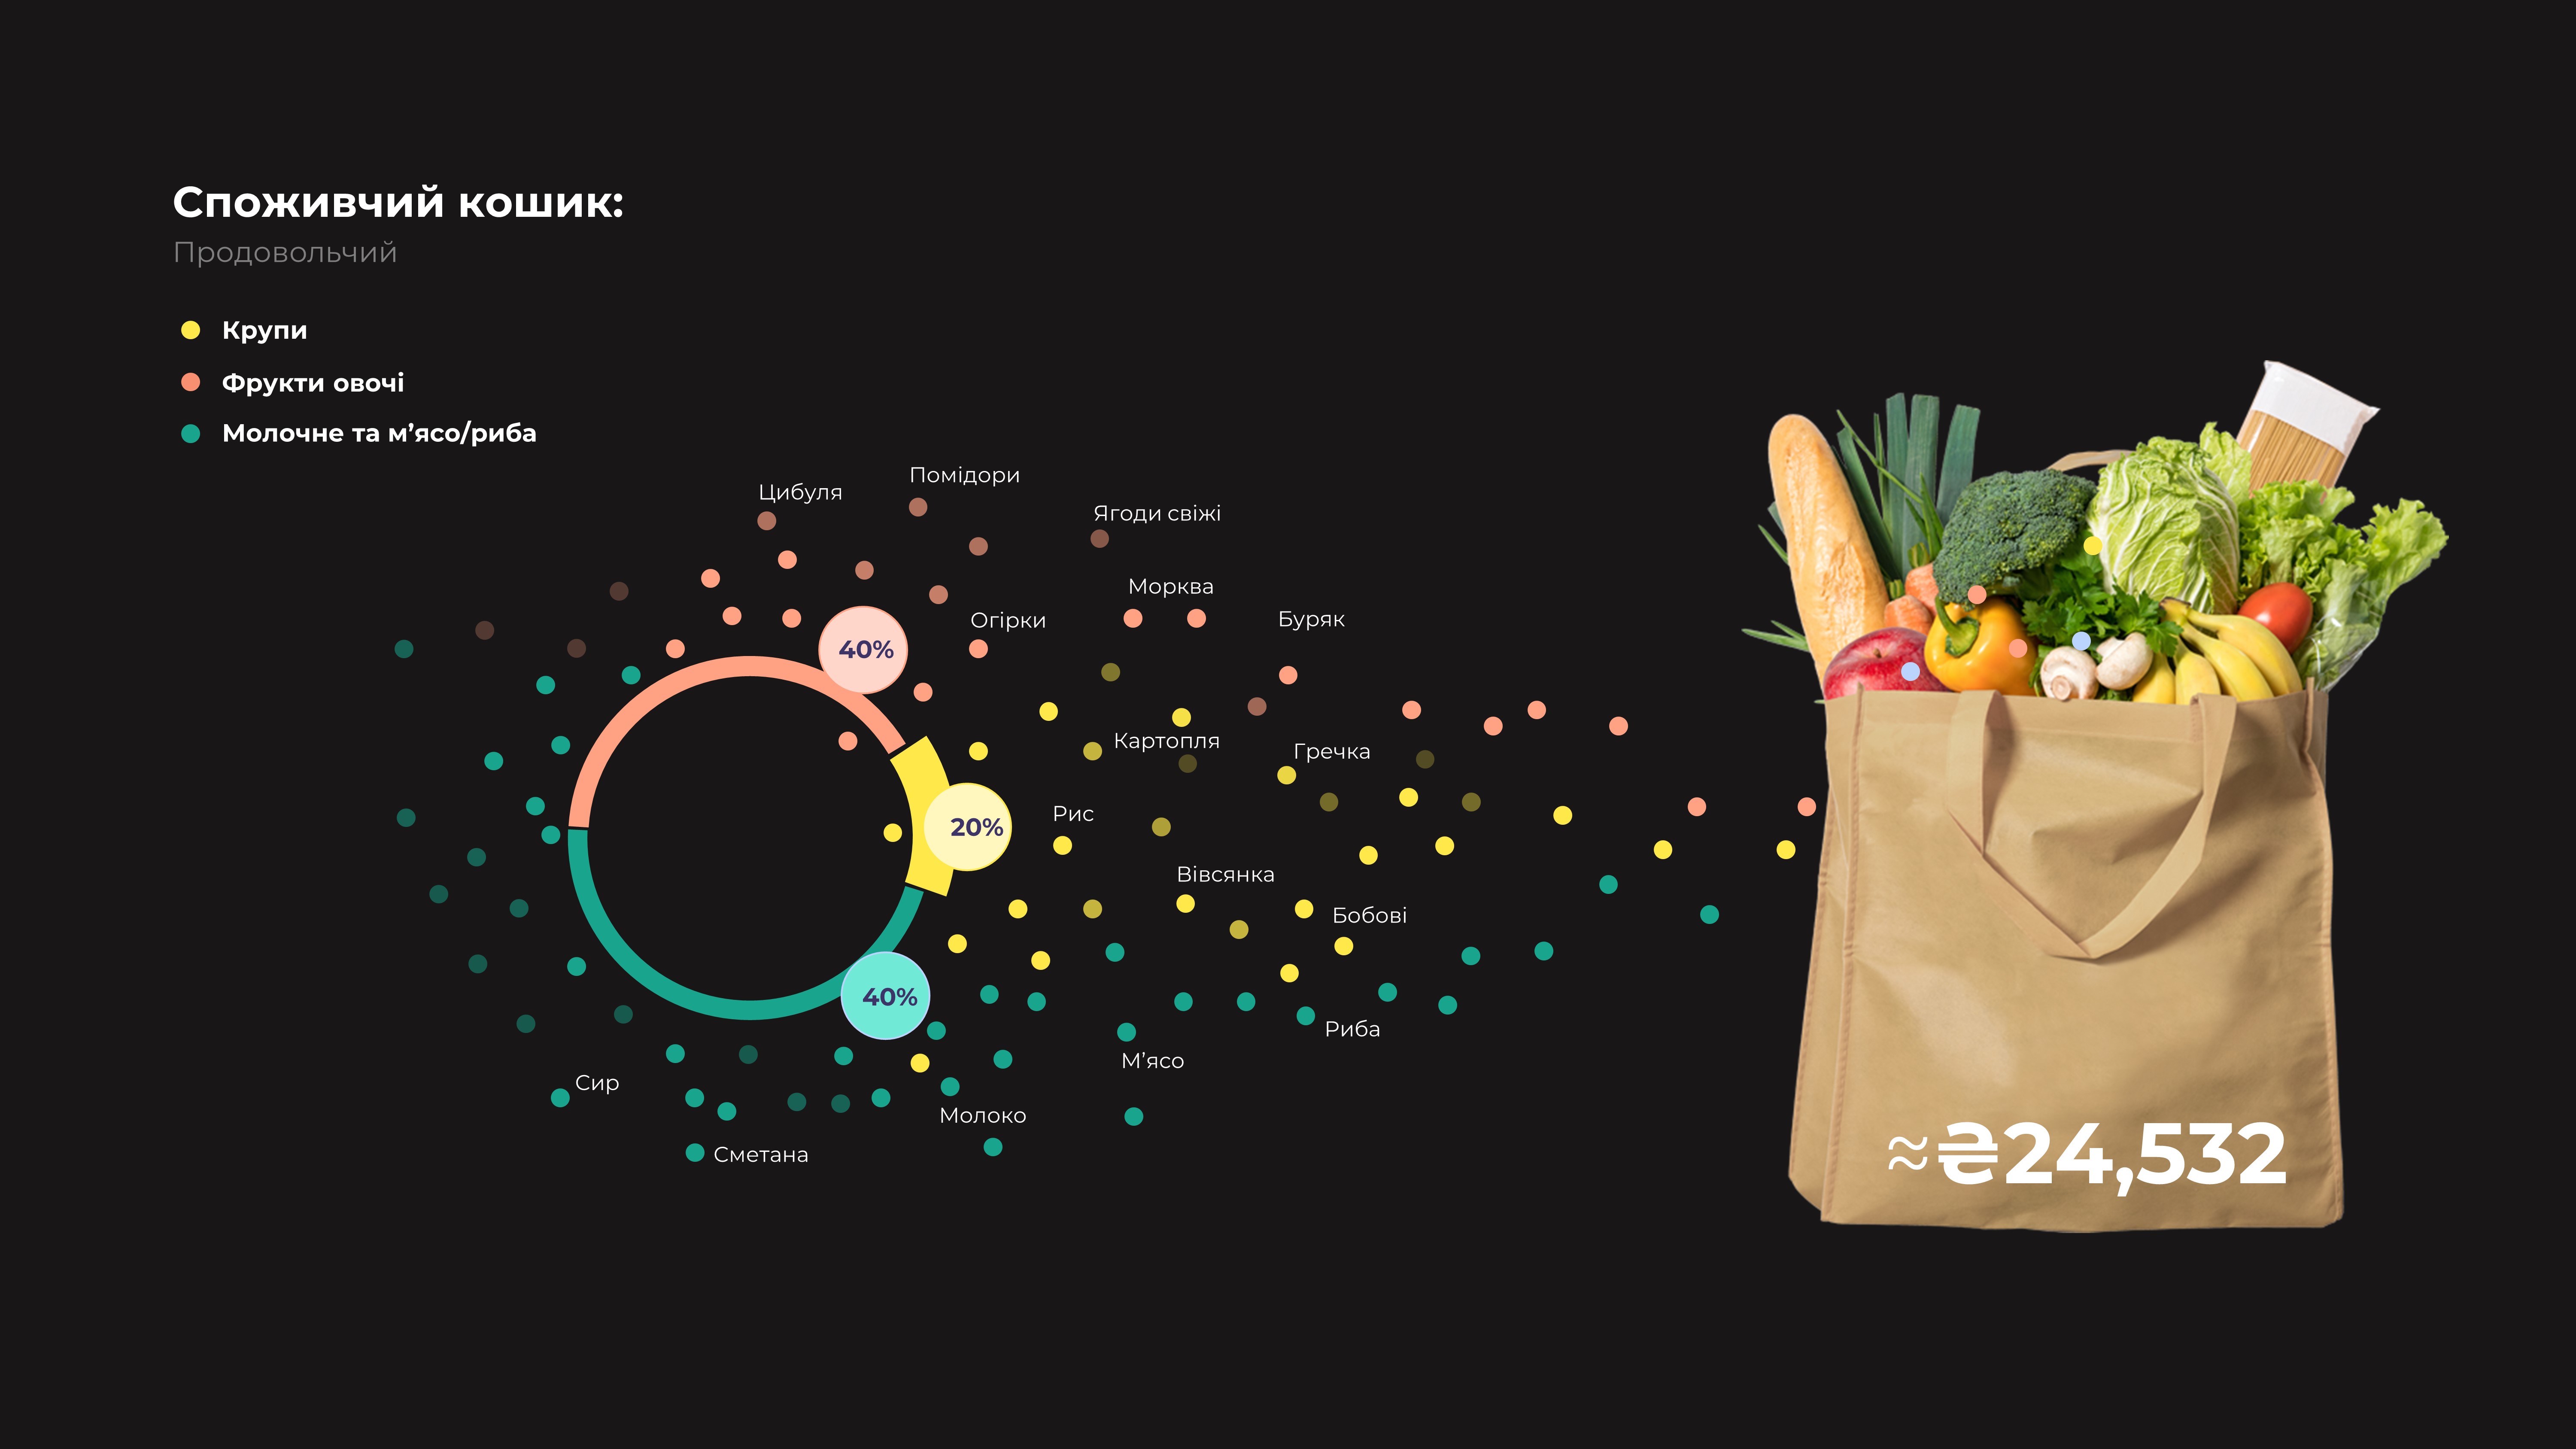 Споживчий кошик:
Продовольчий
Крупи
Фрукти овочі
Молочне та м’ясо/риба
Цибуля
Помідори
Ягоди свіжі
Морква
Огірки
Буряк
40%
Картопля
Гречка
Рис
20%
Вівсянка
Бобові
40%
Риба
М’ясо
Сир
Молоко
Сметана
≈₴24,532